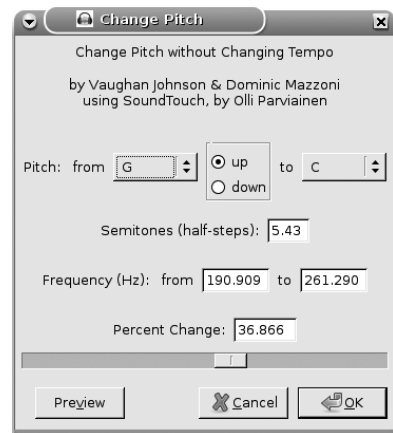 Change Pitch
Change Pitch without Changing Tempo
by Vaughan Johnson & Dominic Mazzoni
using SoundTouch, by Olli Parviainen
Pitch: from G up to C
down
Semitones (half-steps): 5.43
Frequency (Hz): from 190.909 to 261.290
Percent Change: 36.866
Preview Cancel OK